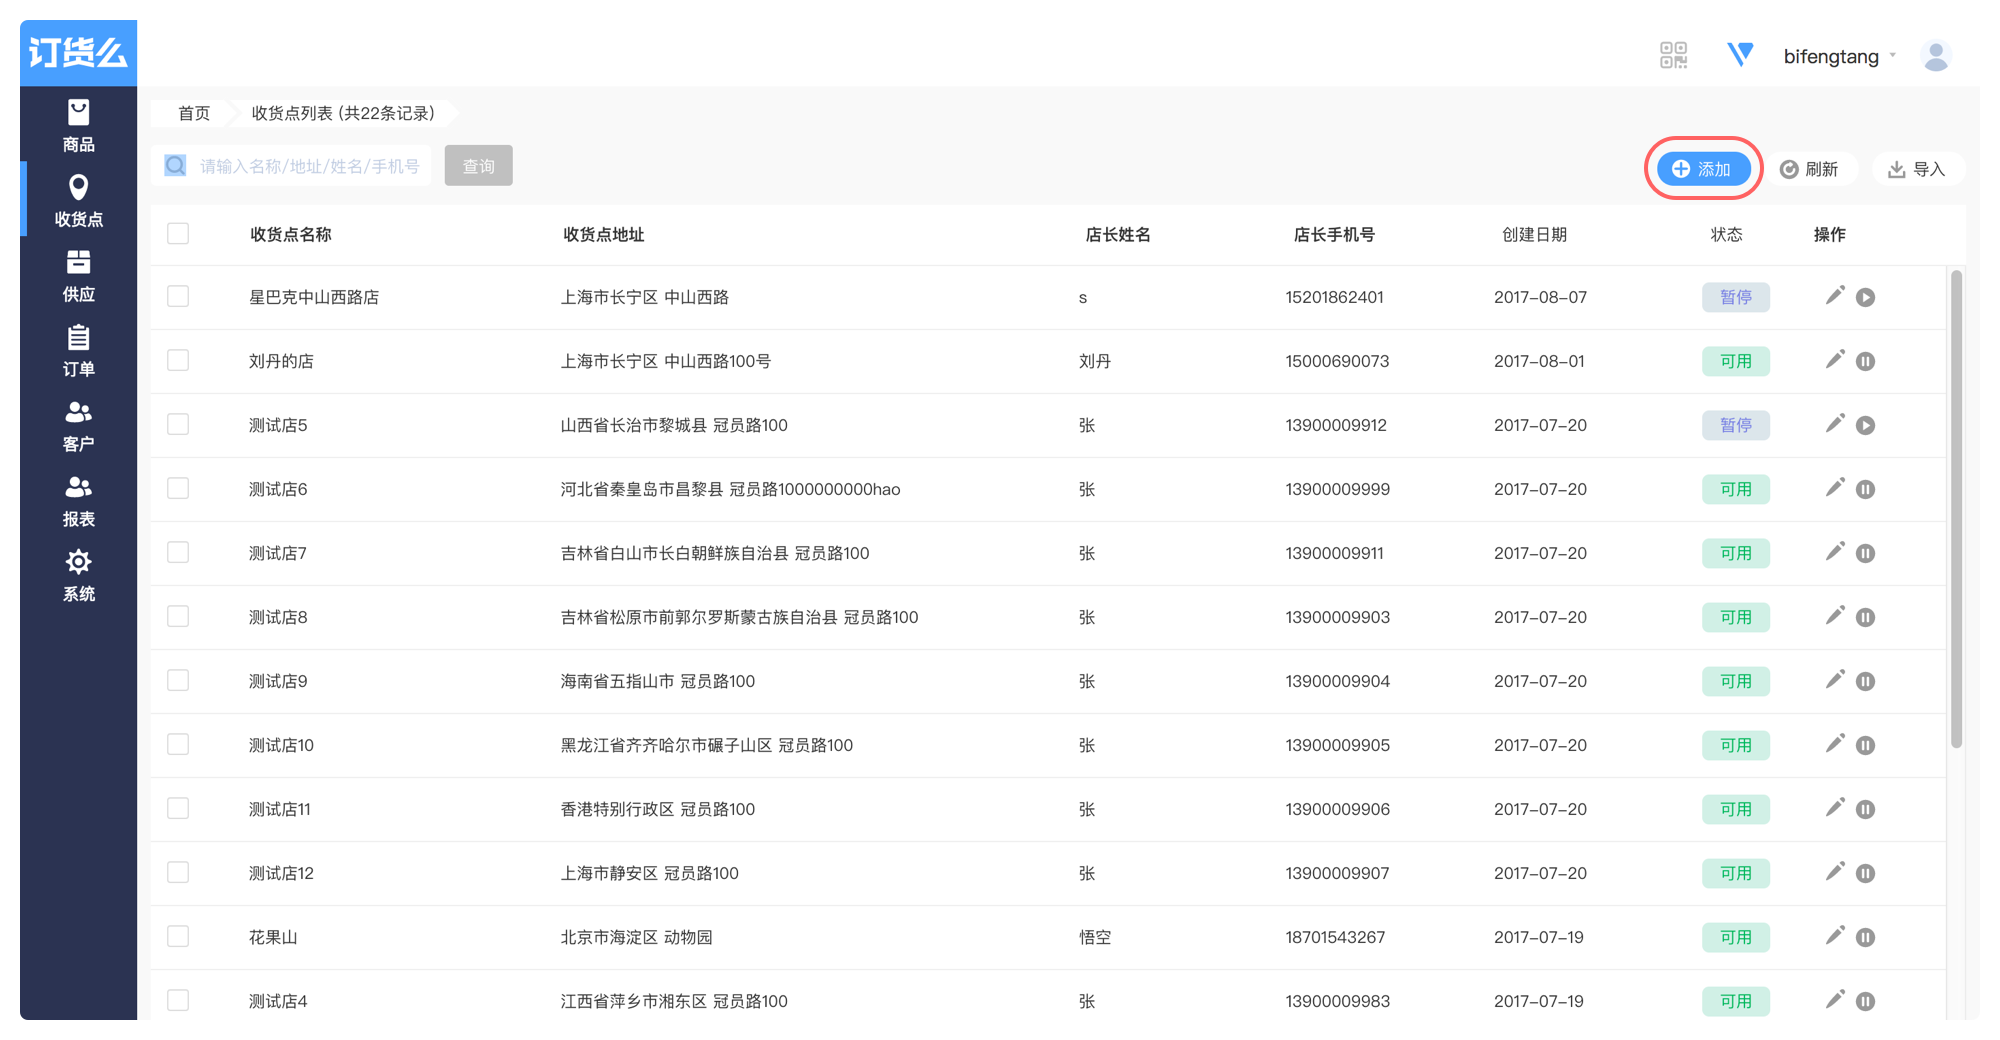 订货么
bifengtang
商品
收货点
供应
订单
客户
报表
系统
首页 收货点列表 (共22条记录)
请输入名称/地址/姓名/手机号 查询 添加 刷新 导入
收货点名称 收货点地址 店长姓名 店长手机号 创建日期 状态 操作
星巴克中山西路店 上海市长宁区 中山西路 s 15201862401 2017-08-07 暂停
刘丹的店 上海市长宁区 中山西路100号 刘丹 15000690073 2017-08-01 可用
测试店5 山西省长治市黎城县 冠员路100 张 13900009912 2017-07-20 暂停
测试店6 河北省秦皇岛市昌黎县 冠员路1000000000hao 张 13900009999 2017-07-20 可用
测试店7 吉林省白山市长白朝鲜族自治县 冠员路100 张 13900009911 2017-07-20 可用
测试店8 吉林省松原市前郭尔罗斯蒙古族自治县 冠员路100 张 13900009903 2017-07-20 可用
测试店9 海南省五指山市 冠员路100 张 13900009904 2017-07-20 可用
测试店10 黑龙江省齐齐哈尔市碾子山区 冠员路100 张 13900009905 2017-07-20 可用
测试店11 香港特别行政区 冠员路100 张 13900009906 2017-07-20 可用
测试店12 上海市静安区 冠员路100 张 13900009907 2017-07-20 可用
花果山 北京市海淀区 动物园 悟空 18701543267 2017-07-19 可用
测试店4 江西省萍乡市湘东区 冠员路100 张 13900009983 2017-07-19 可用